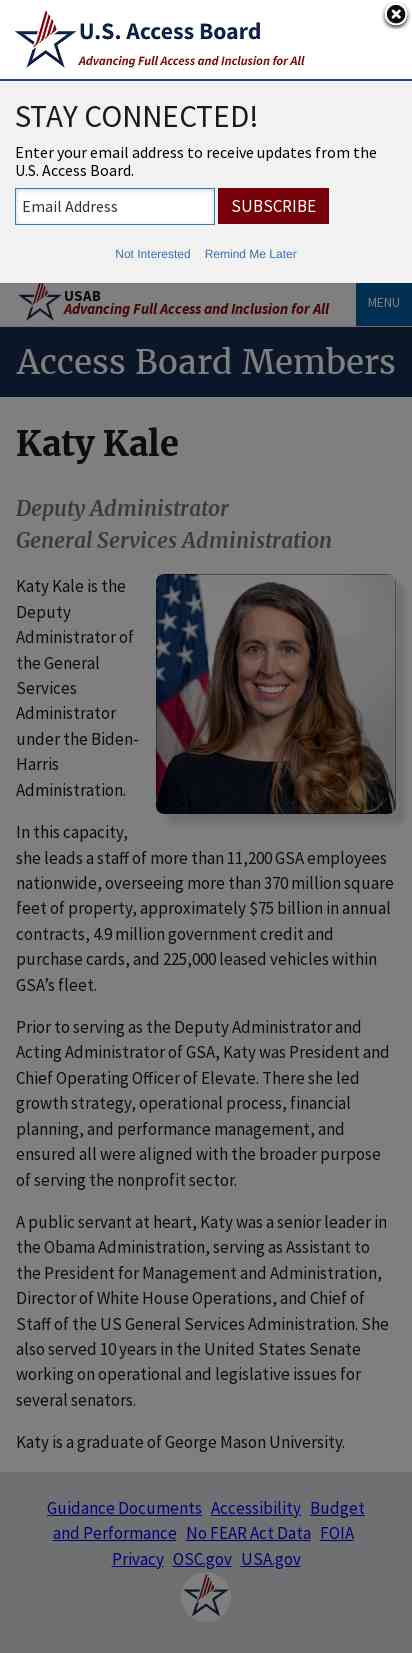 U.S. Access Board
Advancing Full Access and Inclusion for All
STAY CONNECTED!
Enter your email address to receive updates from the
U.S. Access Board.
Email Address
SUBSCRIBE
Not Interested Remind Me Later
USAB
Advancing Full Access and Inclusion for All
MENU
Access Board Members
Katy Kale
Deputy Administrator
General Services Administration
Katy Kale is the
Deputy
Administrator of
the General
Services
Administrator
under the Biden-
Harris
Administration.
In this capacity,
she leads a staff of more than 11,200 GSA employees
nationwide, overseeing more than 370 million square
feet of property, approximately $75 billion in annual
contracts, 4.9 million government credit and
purchase cards, and 225,000 leased vehicles within
GSA's fleet.
Prior to serving as the Deputy Administrator and
Acting Administrator of GSA, Katy was President and
Chief Operating Officer of Elevate. There she led
growth strategy, operational process, financial
planning, and performance management, and
ensured all were aligned with the broader purpose
of serving the nonprofit sector.
A public servant at heart, Katy was a senior leader in
the Obama Administration, serving as Assistant to
the President for Management and Administration,
Director of White House Operations, and Chief of
Staff of the US General Services Administration. She
also served 10 years in the United States Senate
working on operational and legislative issues for
several senators.
Katy is a graduate of George Mason University.
Guidance Documents Accessibility Budget
and Performance No FEAR Act Data FOIA
Privacy OSC.gov USA.gov